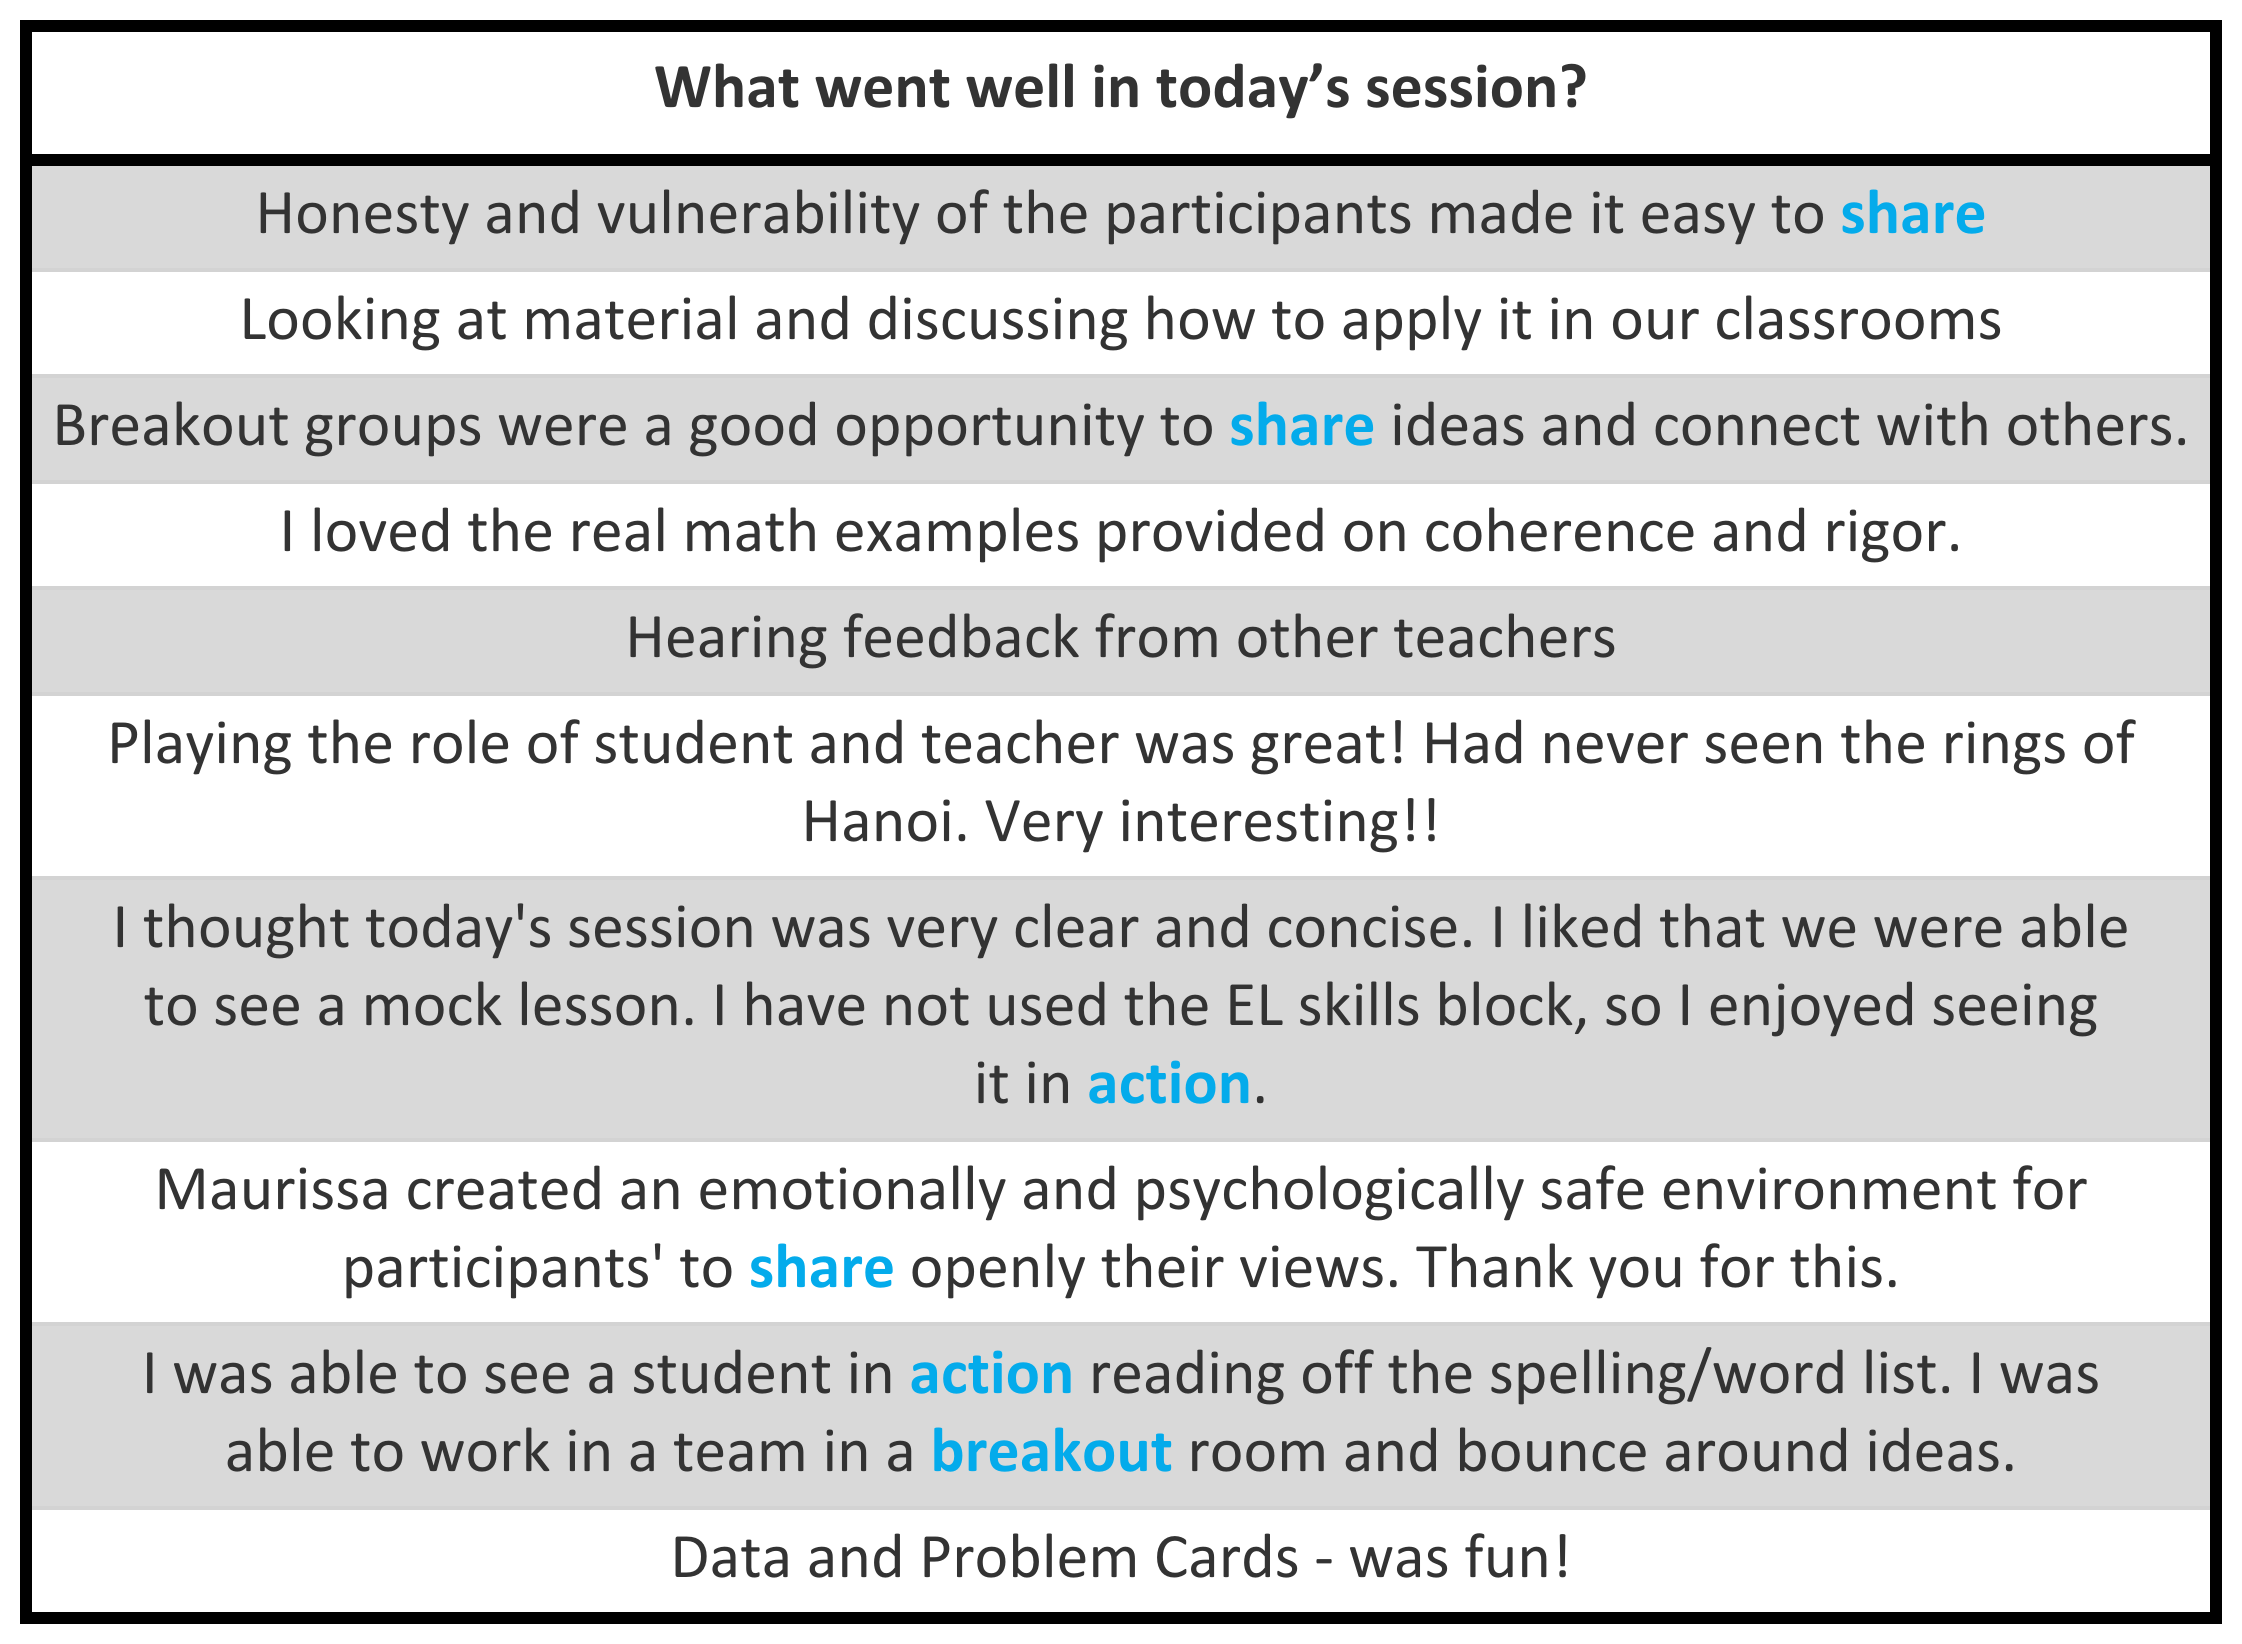 What went well in today’s session?
Honesty and vulnerability of the participants made it easy to share
Looking at material and discussing how to apply it in our classrooms
Breakout groups were a good opportunity to share ideas and connect with others.
I loved the real math examples provided on coherence and rigor.
Hearing feedback from other teachers
Playing the role of student and teacher was great! Had never seen the rings of
Hanoi. Very interesting!!
I thought today's session was very clear and concise. I liked that we were able
to see a mock lesson. I have not used the EL skills block, so I enjoyed seeing
it in action.
Maurissa created an emotionally and psychologically safe environment for
participants' to share openly their views. Thank you for this.
I was able to see a student in action reading off the spelling/word list. I was
able to work in a team in a breakout room and bounce around ideas.
Data and Problem Cards - was fun!